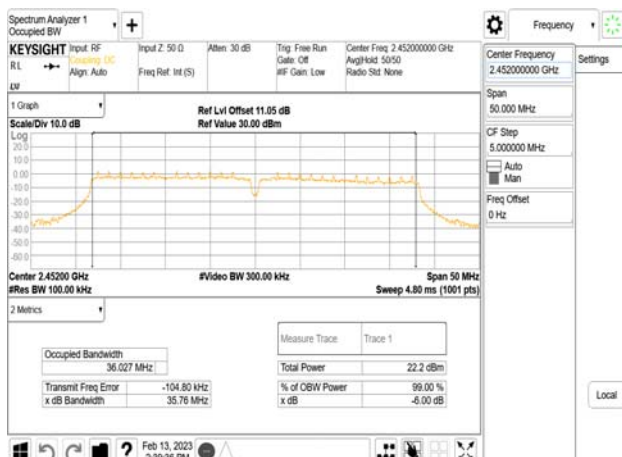 Spectrum Analyzer 1
Occupied BW
Frequency
KEYSIGHT
RL
Input: RF
Coupling: DC
Align: Auto
Input Z: 50 Ω
Freq Ref: Int (S)
Atten: 30 dB
Trig: Free Run
Gate: Off
#IF Gain: Low
Center Freq: 2.452000000 GHz
Avg|Hold: 50/50
Radio Std: None
Center Frequency
2.452000000 GHz
Settings
Span
50.000 MHz
CF Step
5.000000 MHz
Auto
Man
Freq Offset
0 Hz
Local
1 Graph
Scale/Div 10.0 dB
Ref Lvl Offset 11.05 dB
Ref Value 30.00 dBm
Log
20.0
10.0
0.00
-10.0
-20.0
-30.0
-40.0
-50.0
-60.0
Center 2.45200 GHz
#Res BW 100.00 kHz
#Video BW 300.00 kHz
Span 50 MHz
Sweep 4.80 ms (1001 pts)
2 Metrics
Measure Trace
Trace 1
Occupied Bandwidth
36.027 MHz
Total Power
22.2 dBm
Transmit Freq Error
-104.80 kHz
% of OBW Power
99.00 %
x dB Bandwidth
35.76 MHz
x dB
-6.00 dB
?
Feb 13, 2023